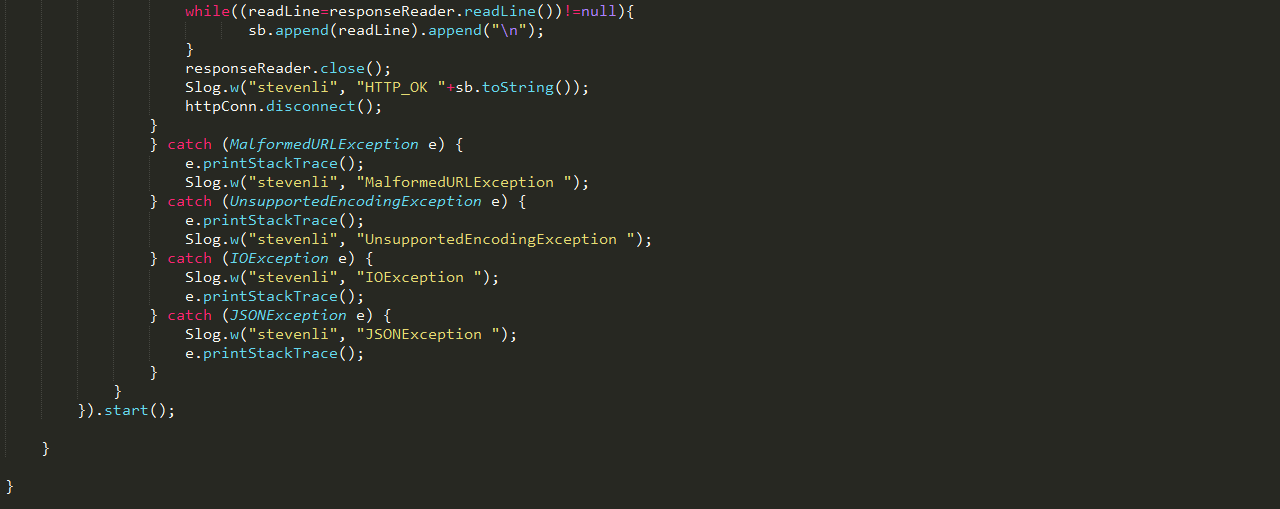 while((readLine=responseReader.readLine())!=null){
sb.append(readLine).append("\n");
}
responseReader.close();
Slog.w("stevenli", "HTTP_OK "+sb.toString());
httpConn.disconnect();
}
} catch (MalformedURLException e) {
e.printStackTrace();
Slog.w("stevenli", "MalformedURLException ");
} catch (UnsupportedEncodingException e) {
e.printStackTrace();
Slog.w("stevenli", "UnsupportedEncodingException ");
} catch (IOException e) {
Slog.w("stevenli", "IOException ");
e.printStackTrace();
} catch (JSONException e) {
Slog.w("stevenli", "JSONException ");
e.printStackTrace();
}
}
}).start();
}
}